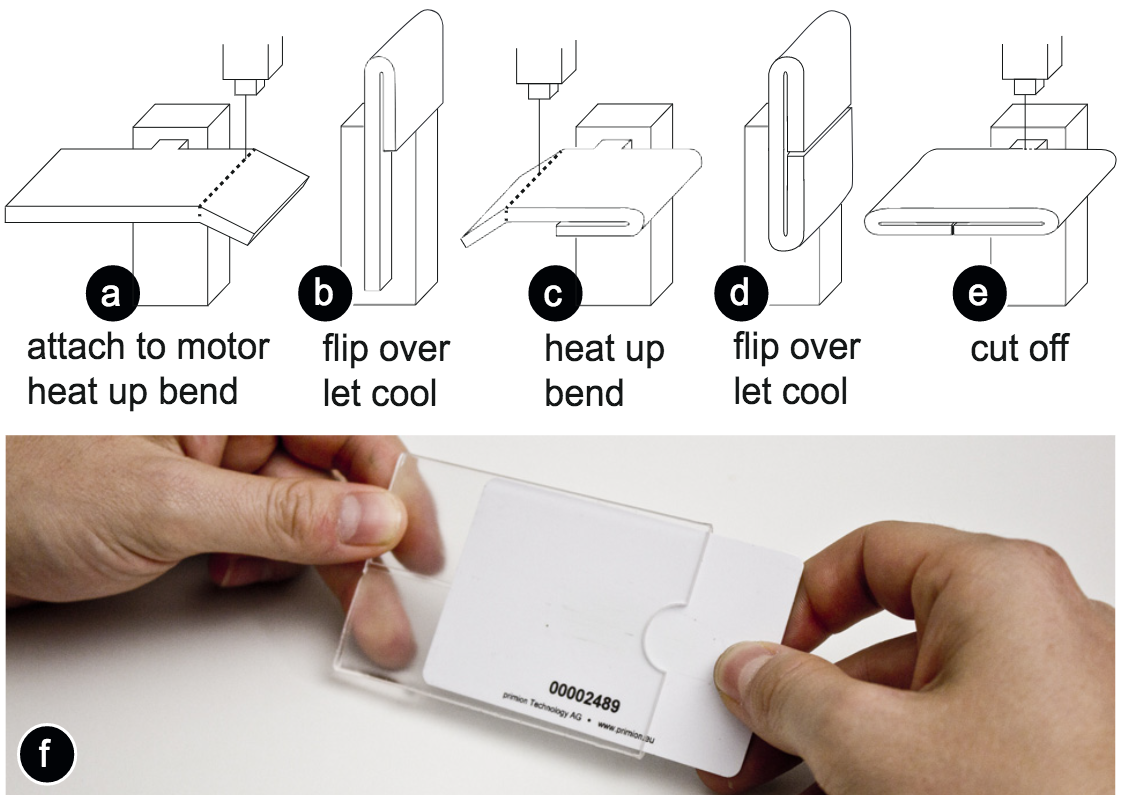 a
attach to motor
heat up bend
b
flip over
let cool
c
heat up
bend
d
flip over
let cool
e
cut off
00002489
primion Technology AG • www.primion.eu
f